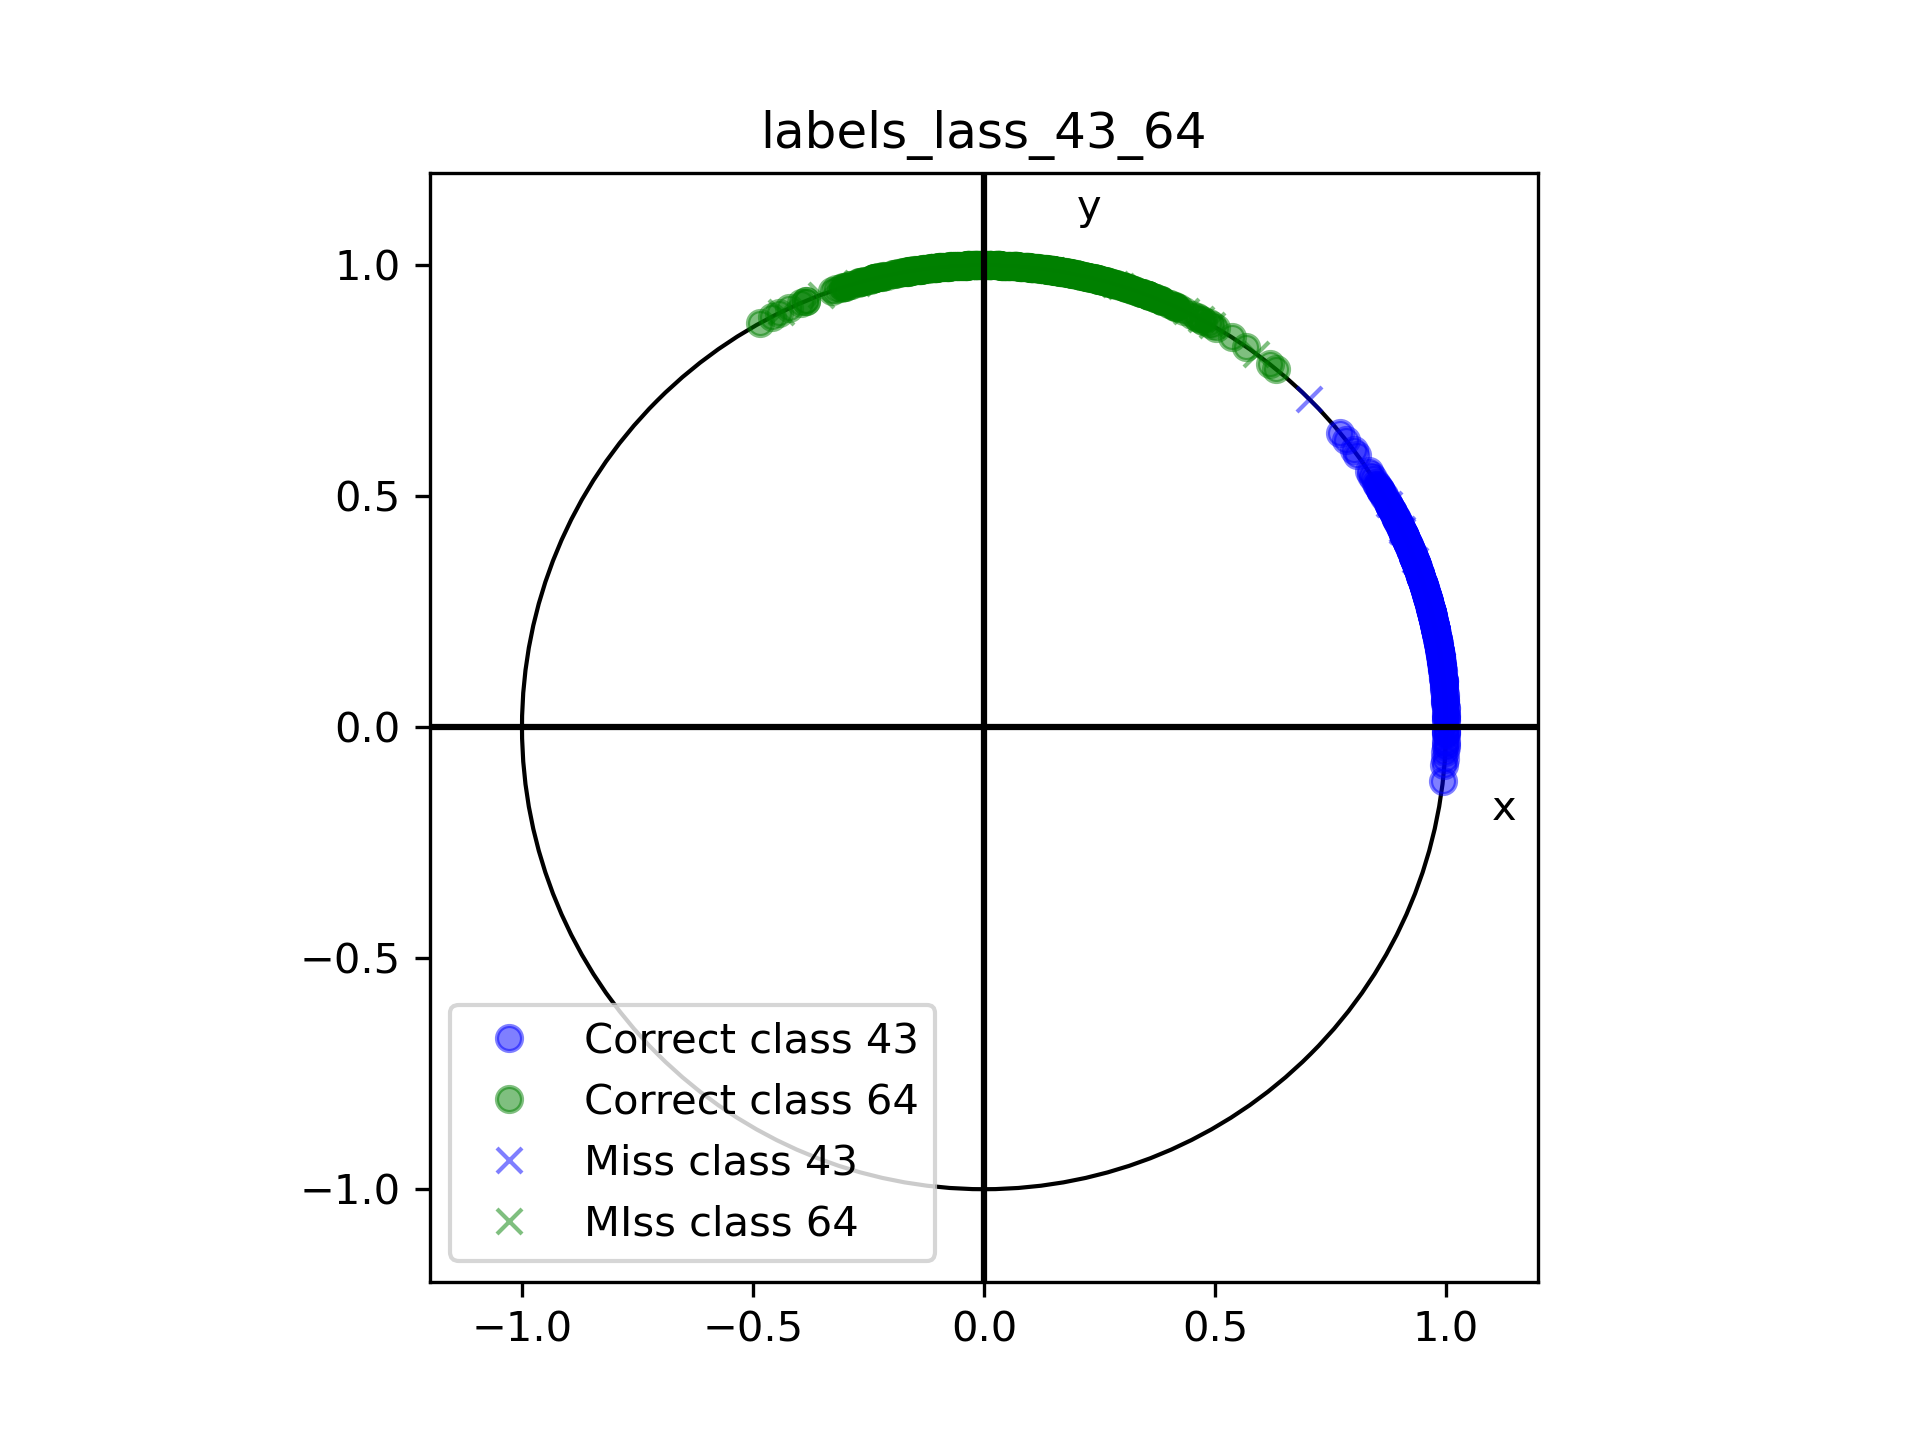 labels_lass_43_64
y
1.0
0.5
0.0
x
−0.5
−1.0
Correct class 43
Correct class 64
Miss class 43
MIss class 64
−1.0 −0.5 0.0 0.5 1.0